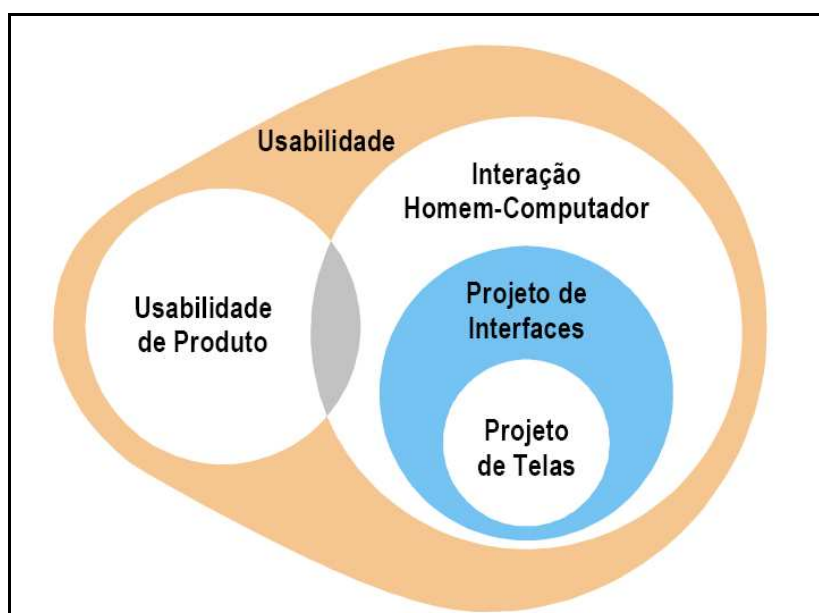 Usabilidade
Interação
Homem-Computador
Usabilidade
de Produto
Projeto de
Interfaces
Projeto
de Telas